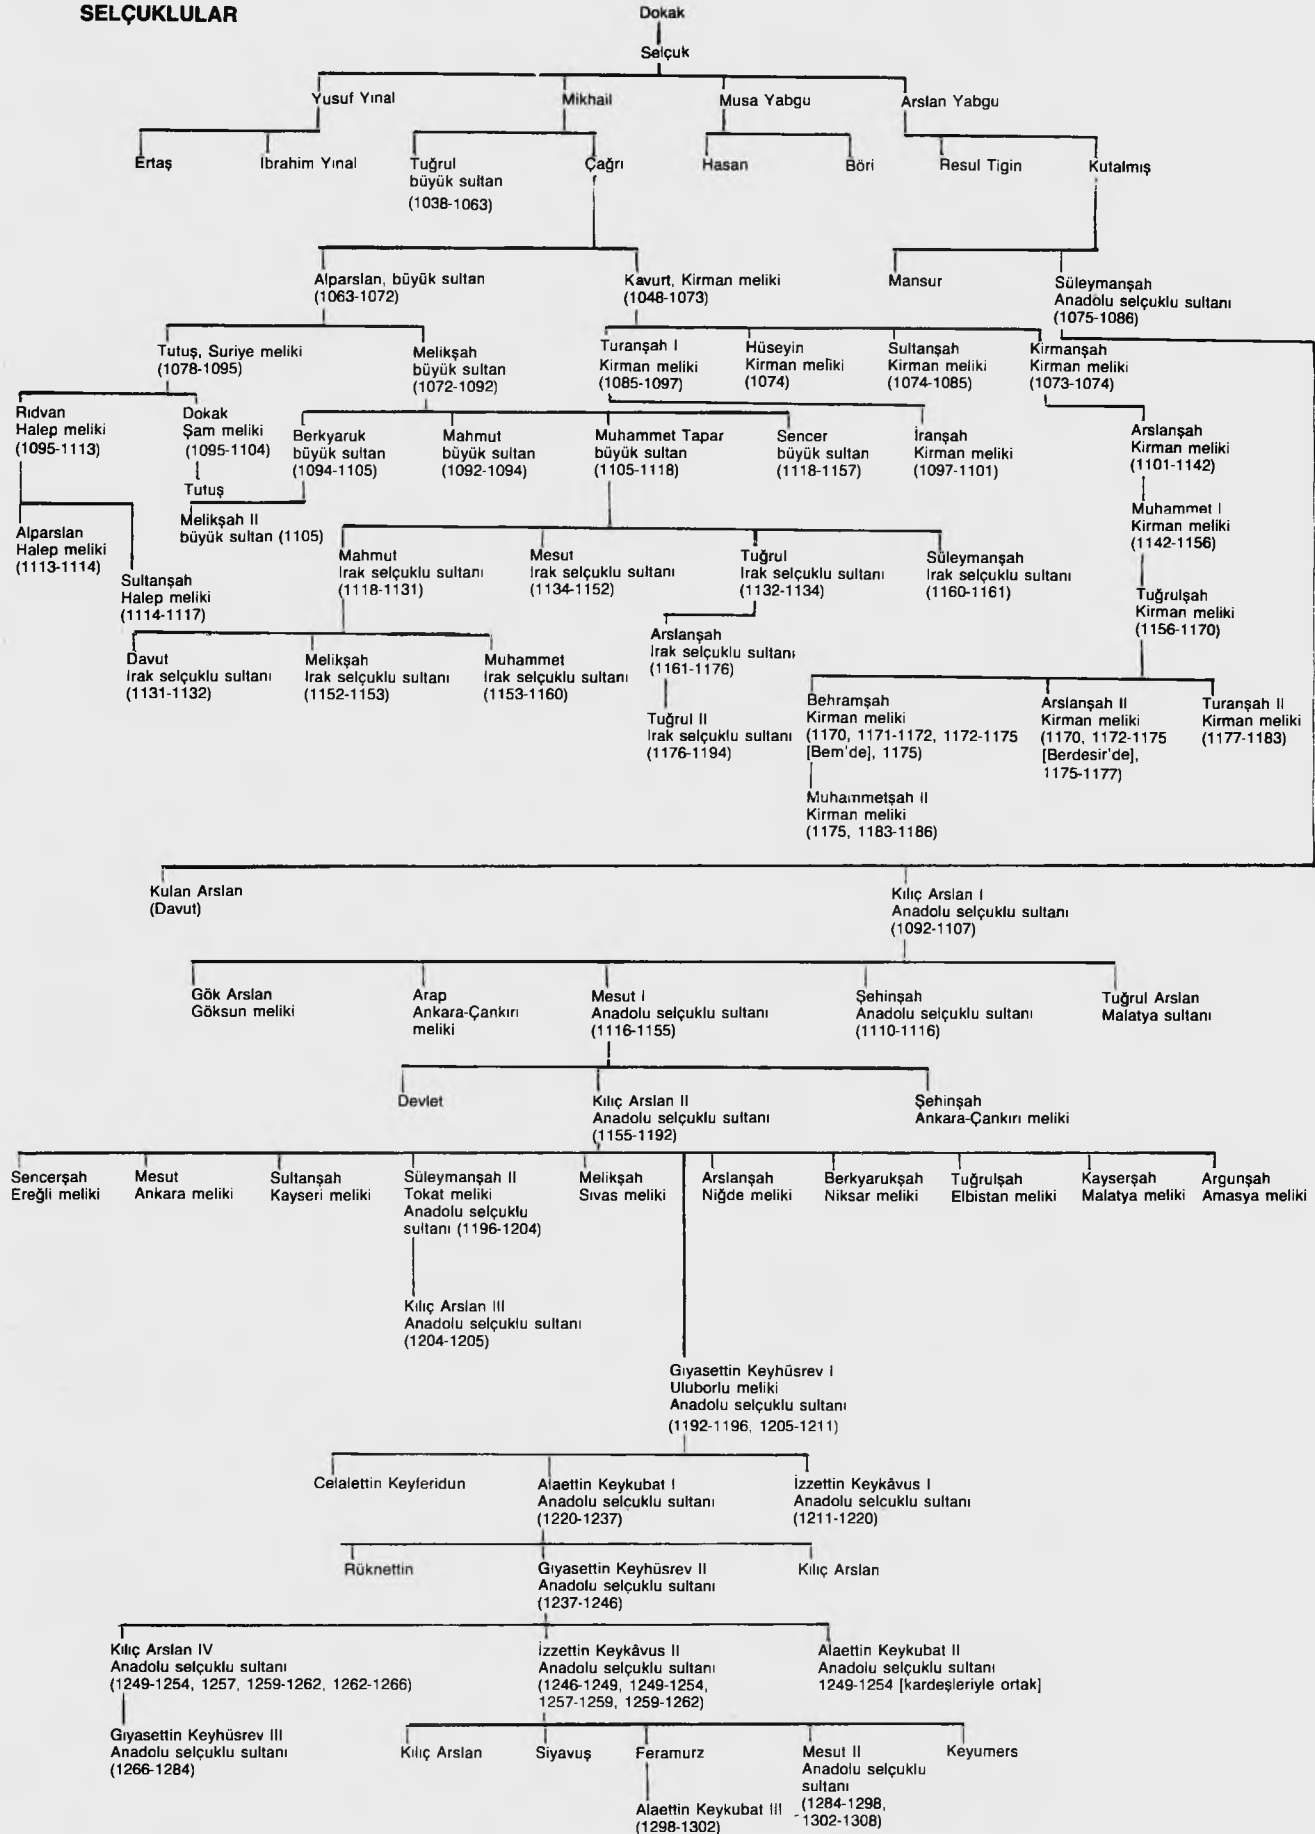 SELÇUKLULAR
Dokak
Selçuk
Yusuf Yınal
Mikhail
Musa Yabgu
Arslan Yabgu
Ertaş
Ibrahim Yınal
Tuğrul
büyük sultan
(1038-1063)
Çağrı
Hasan
Böri
Resul Tigin
Kutalmış
Alparslan, büyük sultan
(1063-1072)
Kavurt, Kirman meliki
(1048-1073)
Mansur
Süleymanşah
Anadolu selçuklu sultanı
(1075-1086)
Tutuş, Suriye meliki
(1078-1095)
Melikşah
büyük sultan
(1072-1092)
Turanşah I
Kirman meliki
(1085-1097)
Hüseyin
Kirman meliki
(1074)
Sultanşah
Kirman meliki
(1074-1085)
Kirmanşah
Kirman meliki
(1073-1074)
Rıdvan
Halep meliki
(1095-1113)
Dokak
Şam meliki
(1095-1104)
Tutuş
Berkyaruk
büyük sultan
(1094-1105)
Mahmut
büyük sultan
(1092-1094)
Muhammet Tapar
büyük sultan
(1105-1118)
Sencer
büyük sultan
(1118-1157)
İranşah
Kirman meliki
(1097-1101)
Arslanşah
Kirman meliki
(1101-1142)
Melikşah II
büyük sultan (1105)
Muhammet I
Kirman meliki
(1142-1156)
Alparslan
Halep meliki
(1113-1114)
Sultanşah
Halep meliki
(1114-1117)
Mahmut
Irak selçuklu sultanı
(1118-1131)
Mesut
Irak selçuklu sultanı
(1134-1152)
Tuğrul
Irak selçuklu sultanı
(1132-1134)
Süleymanşah
Irak selçuklu sultanı
(1160-1161)
Tuğrulşah
Kirman meliki
(1156-1170)
Davut
Irak selçuklu sultanı
(1131-1132)
Melikşah
Irak selçuklu sultanı
(1152-1153)
Muhammet
Irak selçuklu sultanı
(1153-1160)
Arslanşah
Irak selçuklu sultanı
(1161-1176)
Tuğrul II
Irak selçuklu sultanı
(1176-1194)
Behramşah
Kirman meliki
(1170, 1171-1172, 1172-1175
[Bem'de], 1175)
Arslanşah II
Kirman meliki
(1170, 1172-1175
[Berdesir'de],
1175-1177)
Turanşah II
Kirman meliki
(1177-1183)
Muhammetşah II
Kirman meliki
(1175, 1183-1186)
Kulan Arslan
(Davut)
Kılıç Arslan I
Anadolu selçuklu sultanı
(1092-1107)
Gök Arslan
Göksun meliki
Arap
Ankara-Çankırı
meliki
Mesut I
Anadolu selçuklu sultanı
(1116-1155)
Şehinşah
Anadolu selçuklu sultanı
(1110-1116)
Tuğrul Arslan
Malatya sultanı
Devlet
Kılıç Arslan II
Anadolu selçuklu sultanı
(1155-1192)
Şehinşah
Ankara-Çankırı meliki
Sencerşah
Ereğli meliki
Mesut
Ankara meliki
Sultanşah
Kayseri meliki
Süleymanşah II
Tokat meliki
Anadolu selçuklu
sultanı (1196-1204)
Melikşah
Sıvas meliki
Arslanşah
Niğde meliki
Berkyarukşah
Niksar meliki
Tuğrulşah
Elbistan meliki
Kayserşah
Malatya meliki
Argunşah
Amasya meliki
Kılıç Arslan III
Anadolu selçuklu sultanı
(1204-1205)
Gıyasettin Keyhüsrev I
Uluborlu meliki
Anadolu selçuklu sultanı
(1192-1196, 1205-1211)
Celalettin Keyferidun
Alaettin Keykubat I
Anadolu selçuklu sultanı
(1220-1237)
İzzettin Keykâvus I
Anadolu selçuklu sultanı
(1211-1220)
Rüknettin
Gıyasettin Keyhüsrev II
Anadolu selçuklu sultanı
(1237-1246)
Kılıç Arslan
Kılıç Arslan IV
Anadolu selçuklu sultanı
(1249-1254, 1257, 1259-1262, 1262-1266)
İzzettin Keykâvus II
Anadolu selçuklu sultanı
(1246-1249, 1249-1254,
1257-1259, 1259-1262)
Alaettin Keykubat II
Anadolu selçuklu sultanı
1249-1254 [kardeşleriyle ortak]
Gıyasettin Keyhüsrev III
Anadolu selçuklu sultanı
(1266-1284)
Kılıç Arslan
Siyavuş
Feramurz
Mesut II
Anadolu selçuklu
sultanı
(1284-1298,
1302-1308)
Keyumers
Alaettin Keykubat III
(1298-1302)